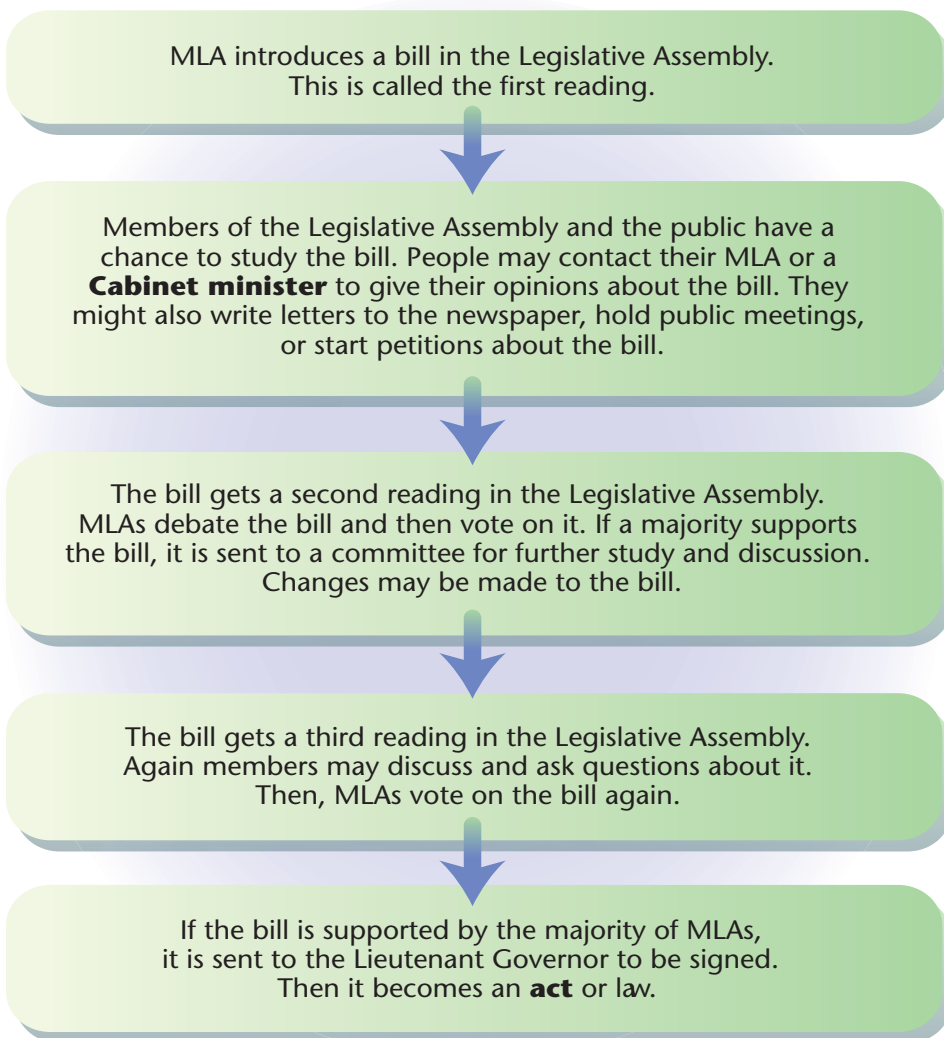 MLA introduces a bill in the Legislative Assembly.
This is called the first reading.
Members of the Legislative Assembly and the public have a
chance to study the bill. People may contact their MLA or a
Cabinet minister to give their opinions about the bill. They
might also write letters to the newspaper, hold public meetings,
or start petitions about the bill.
The bill gets a second reading in the Legislative Assembly.
MLAs debate the bill and then vote on it. If a majority supports
the bill, it is sent to a committee for further study and discussion.
Changes may be made to the bill.
The bill gets a third reading in the Legislative Assembly.
Again members may discuss and ask questions about it.
Then, MLAs vote on the bill again.
If the bill is supported by the majority of MLAs,
it is sent to the Lieutenant Governor to be signed.
Then it becomes an act or law.